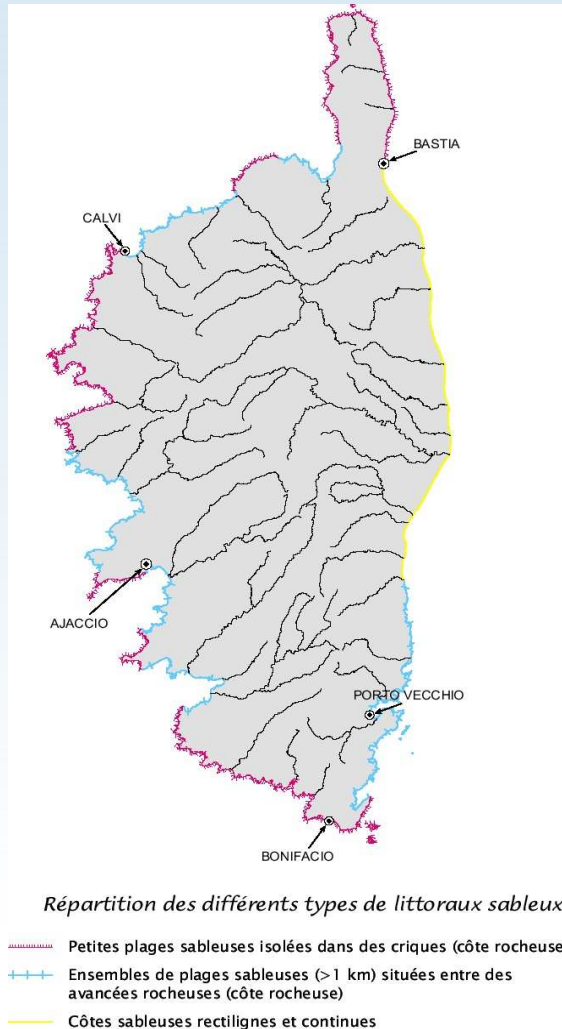 BASTIA
CALVI
AJACCIO
PORTO VECCHIO
BONIFACIO
Répartition des différents types de littoraux sableux
Petites plages sableuses isolées dans des criques (côte rocheuse
Ensembles de plages sableuses (>1 km) situées entre des
avancées rocheuses (côte rocheuse)
Côtes sableuses rectilignes et continues